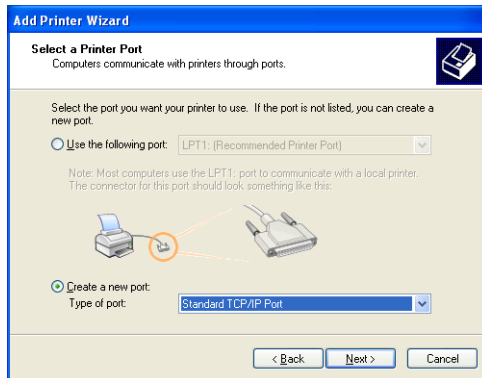 Add Printer Wizard
Select a Printer Port
Computers communicate with printers through ports.
Select the port you want your printer to use. If the port is not listed, you can create a
new port.
Use the following port: LPT1: (Recommended Printer Port)
Note: Most computers use the LPT1: port to communicate with a local printer.
The connector for this port should look something like this:
Create a new port:
Type of port: Standard TCP/IP Port
< Back Next > Cancel